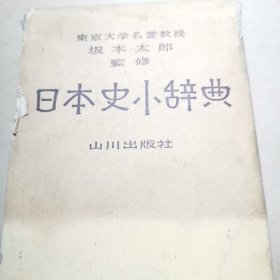 東京大学名誉教授
坂本太郎
監修
日本史小辞典
山川出版社